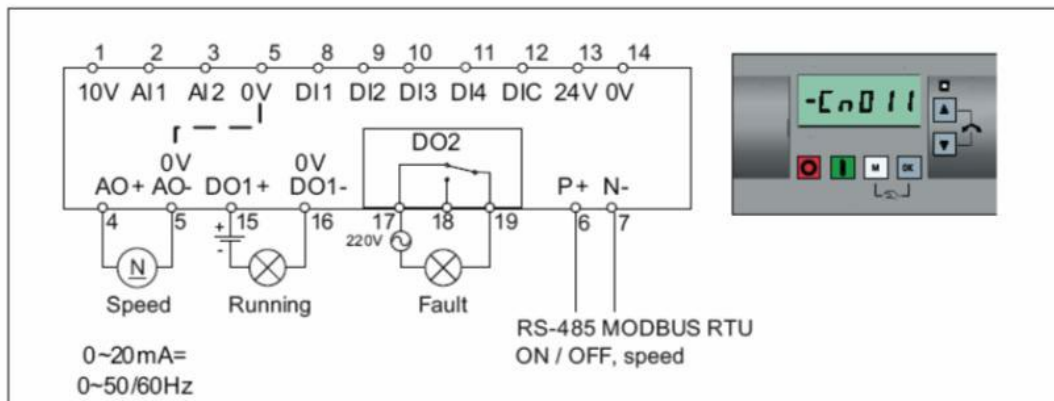 1 2 3 5 8 9 10 11 12 13 14
10V AI1 AI2 0V DI1 DI2 DI3 DI4 DIC 24V 0V
-Cn011
DO2
0V 0V
AO+ AO- DO1+ DO1- P+ N-
M OK
4 5 15 16 17 18 19 6 7
+
-
220V
N
Speed Running Fault
RS-485 MODBUS RTU
ON / OFF, speed
0~20mA=
0~50/60Hz